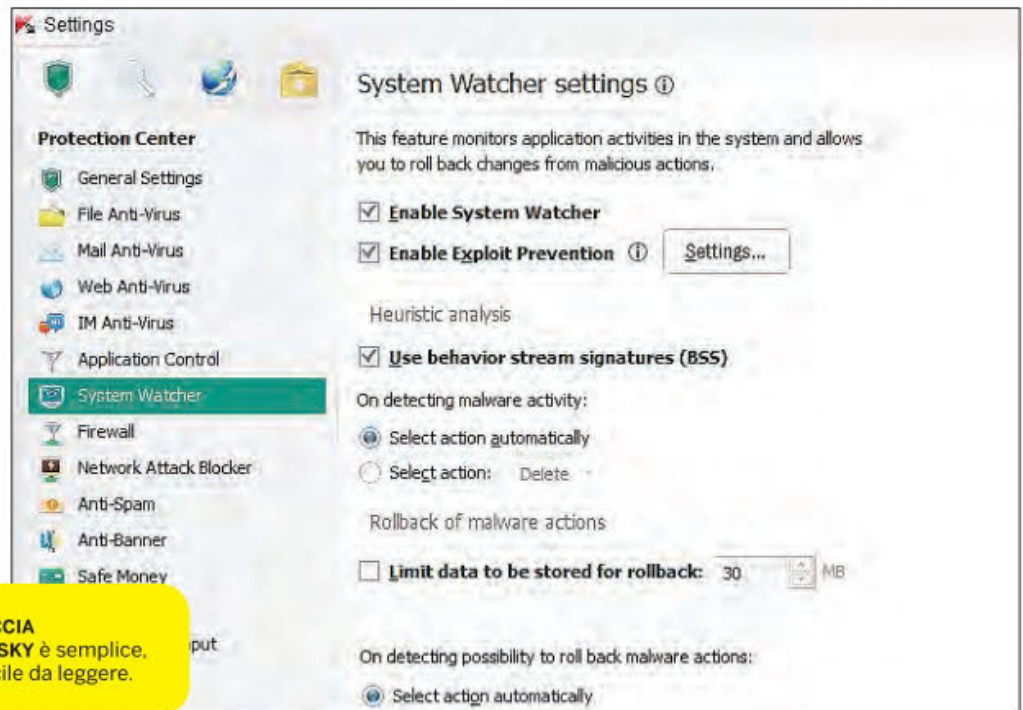 Settings
System Watcher settings
Protection Center
This feature monitors application activities in the system and allows
you to roll back changes from malicious actions.
General Settings
File Anti-Virus
Enable System Watcher
Mail Anti-Virus
Enable Exploit Prevention
Settings...
Web Anti-Virus
Heuristic analysis
IM Anti-Virus
Application Control
Use behavior stream signatures (BSS)
System Watcher
On detecting malware activity:
Firewall
Select action automatically
Network Attack Blocker
Select action: Delete
Anti-Spam
Rollback of malware actions
Anti-Banner
Safe Money
Limit data to be stored for rollback: 30 MB
CCIA
SKY è semplice,
cile da leggere.
put
On detecting possibility to roll back malware actions:
Select action automatically